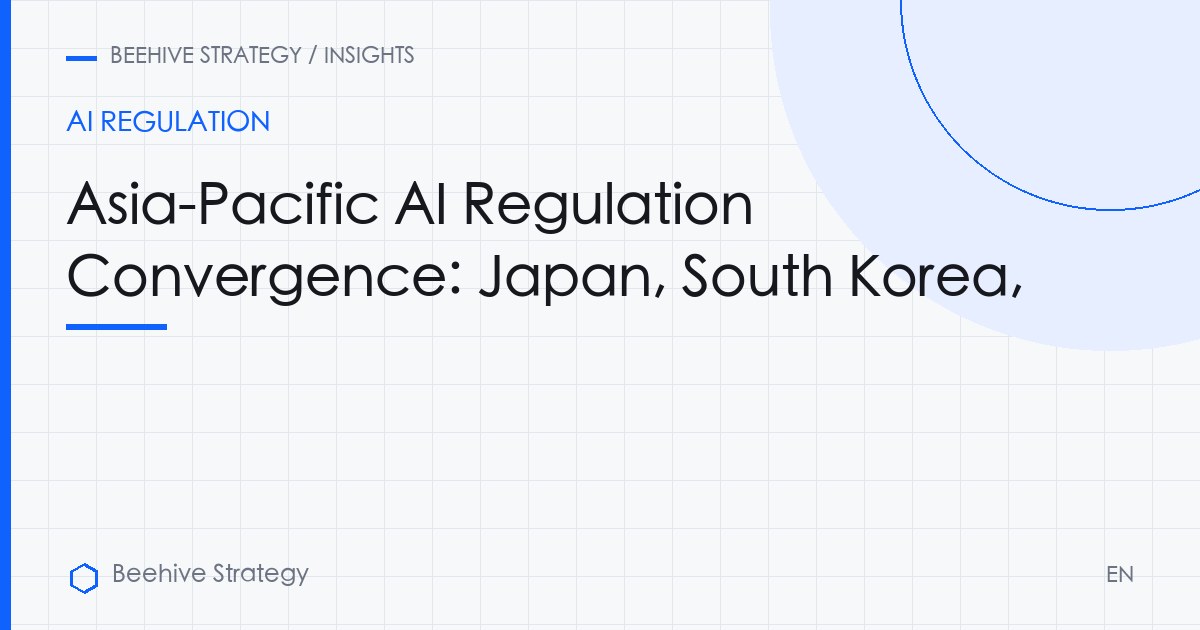 BEEHIVE STRATEGY / INSIGHTS
AI REGULATION
Asia-Pacific AI Regulation
Convergence: Japan, South Korea,
Beehive Strategy
EN